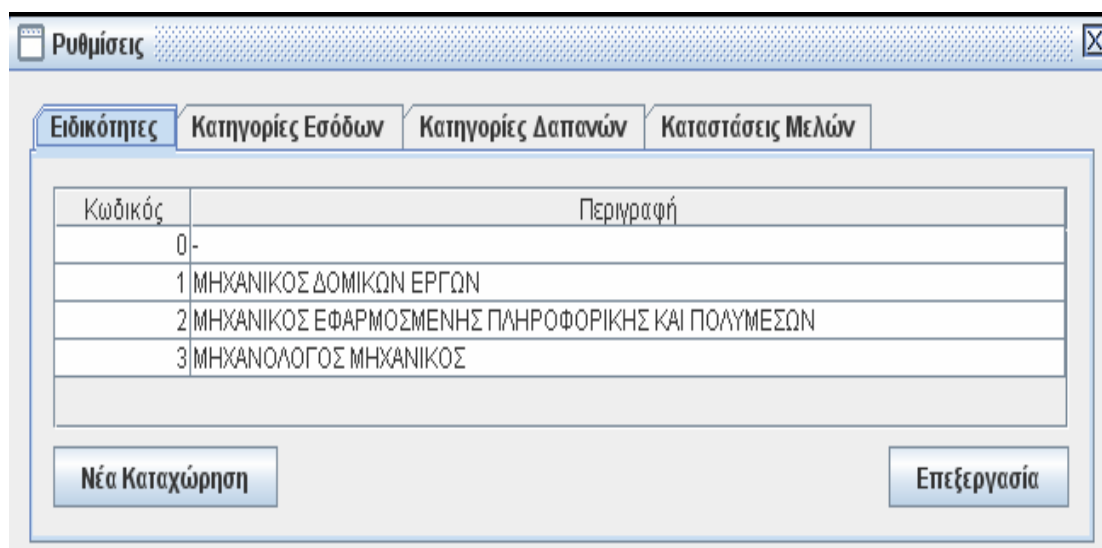 Ρυθμίσεις
Ειδικότητες Κατηγορίες Εσόδων Κατηγορίες Δαπανών Καταστάσεις Μελών
Κωδικός Περιγραφή
0 -
1 ΜΗΧΑΝΙΚΟΣ ΔΟΜΙΚΩΝ ΕΡΓΩΝ
2 ΜΗΧΑΝΙΚΟΣ ΕΦΑΡΜΟΣΜΕΝΗΣ ΠΛΗΡΟΦΟΡΙΚΗΣ ΚΑΙ ΠΟΛΥΜΕΣΩΝ
3 ΜΗΧΑΝΟΛΟΓΟΣ ΜΗΧΑΝΙΚΟΣ
Νέα Καταχώρηση Επεξεργασία